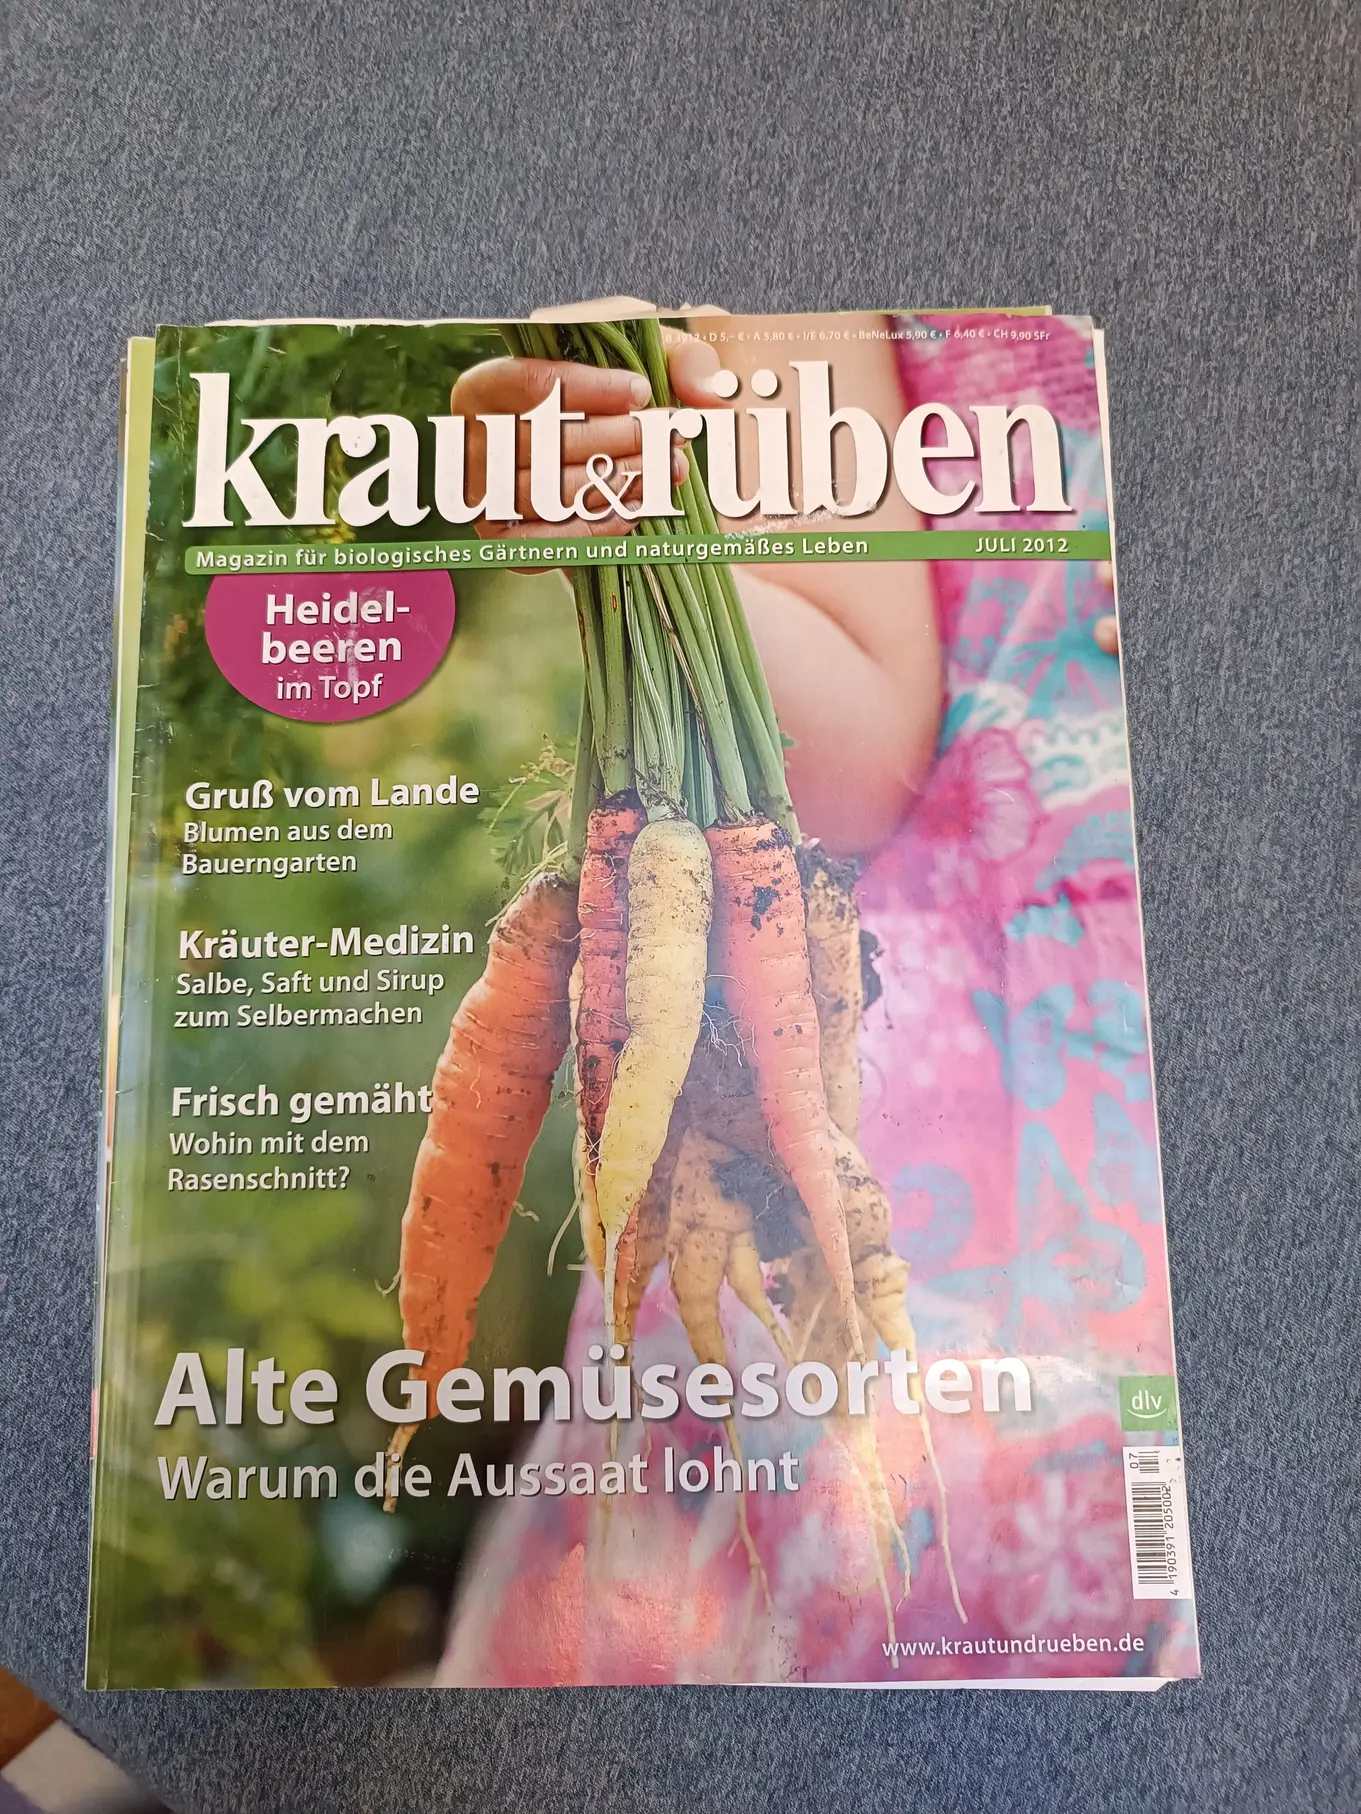 B 3912 • D 5,– € • A 5,80 € • I/E 6,70 € • BeNeLux 5,90 € • F 6,40 € • CH 9,90 SFr
kraut&rüben
Magazin für biologisches Gärtnern und naturgemäßes Leben JULI 2012
Heidel-
beeren
im Topf
Gruß vom Lande
Blumen aus dem
Bauerngarten
Kräuter-Medizin
Salbe, Saft und Sirup
zum Selbermachen
Frisch gemäht
Wohin mit dem
Rasenschnitt?
Alte Gemüsesorten
Warum die Aussaat lohnt
dlv
07
4 190391 205002
www.krautundrueben.de